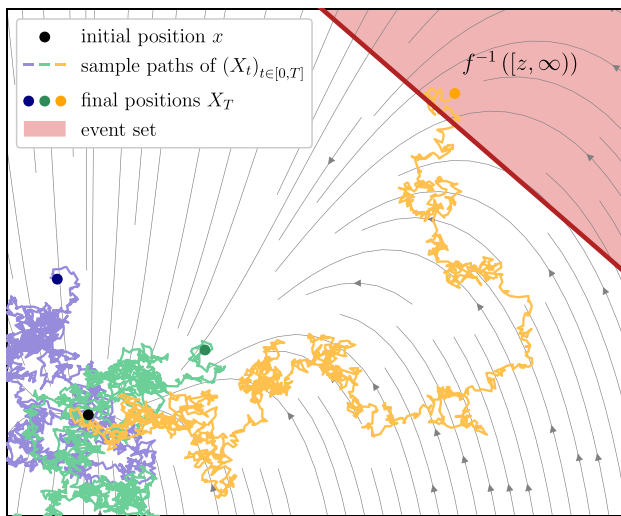 initial position x
sample paths of (X_t)_{t∈[0,T]}
final positions X_T
event set
f^{-1}([z, ∞))